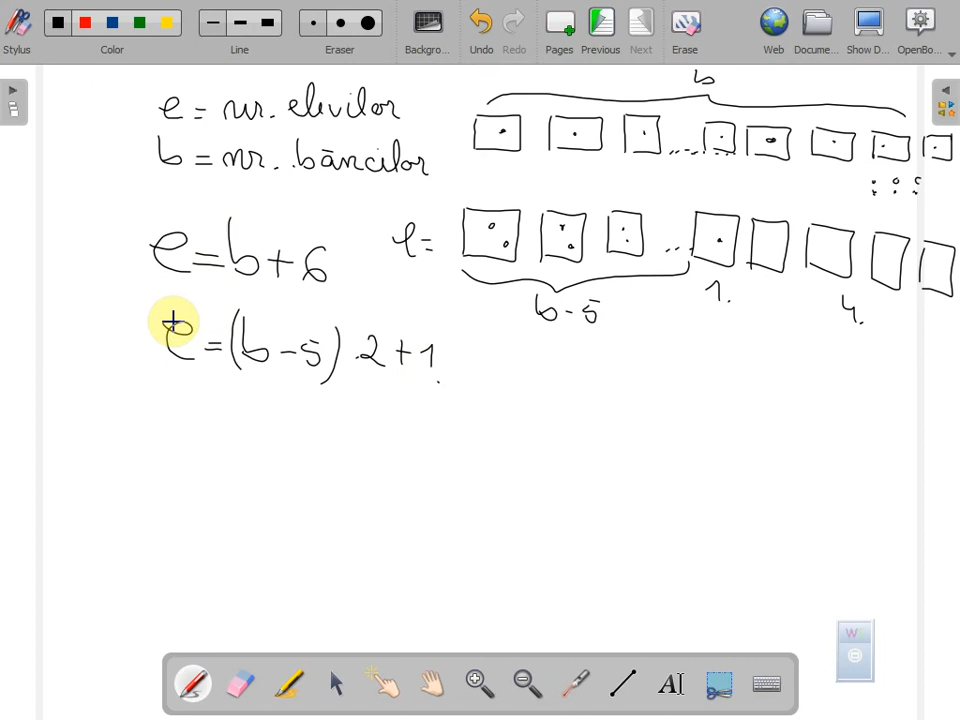 Stylus Color Line Eraser Backgro... Undo Redo Pages Previous Next Erase Web Docume... Show D... OpenBo...
b
e = nr. elevilor
b = nr. băncilor
e = b + 6
e =
b - 5 1. 4.
e = (b - 5) . 2 + 1